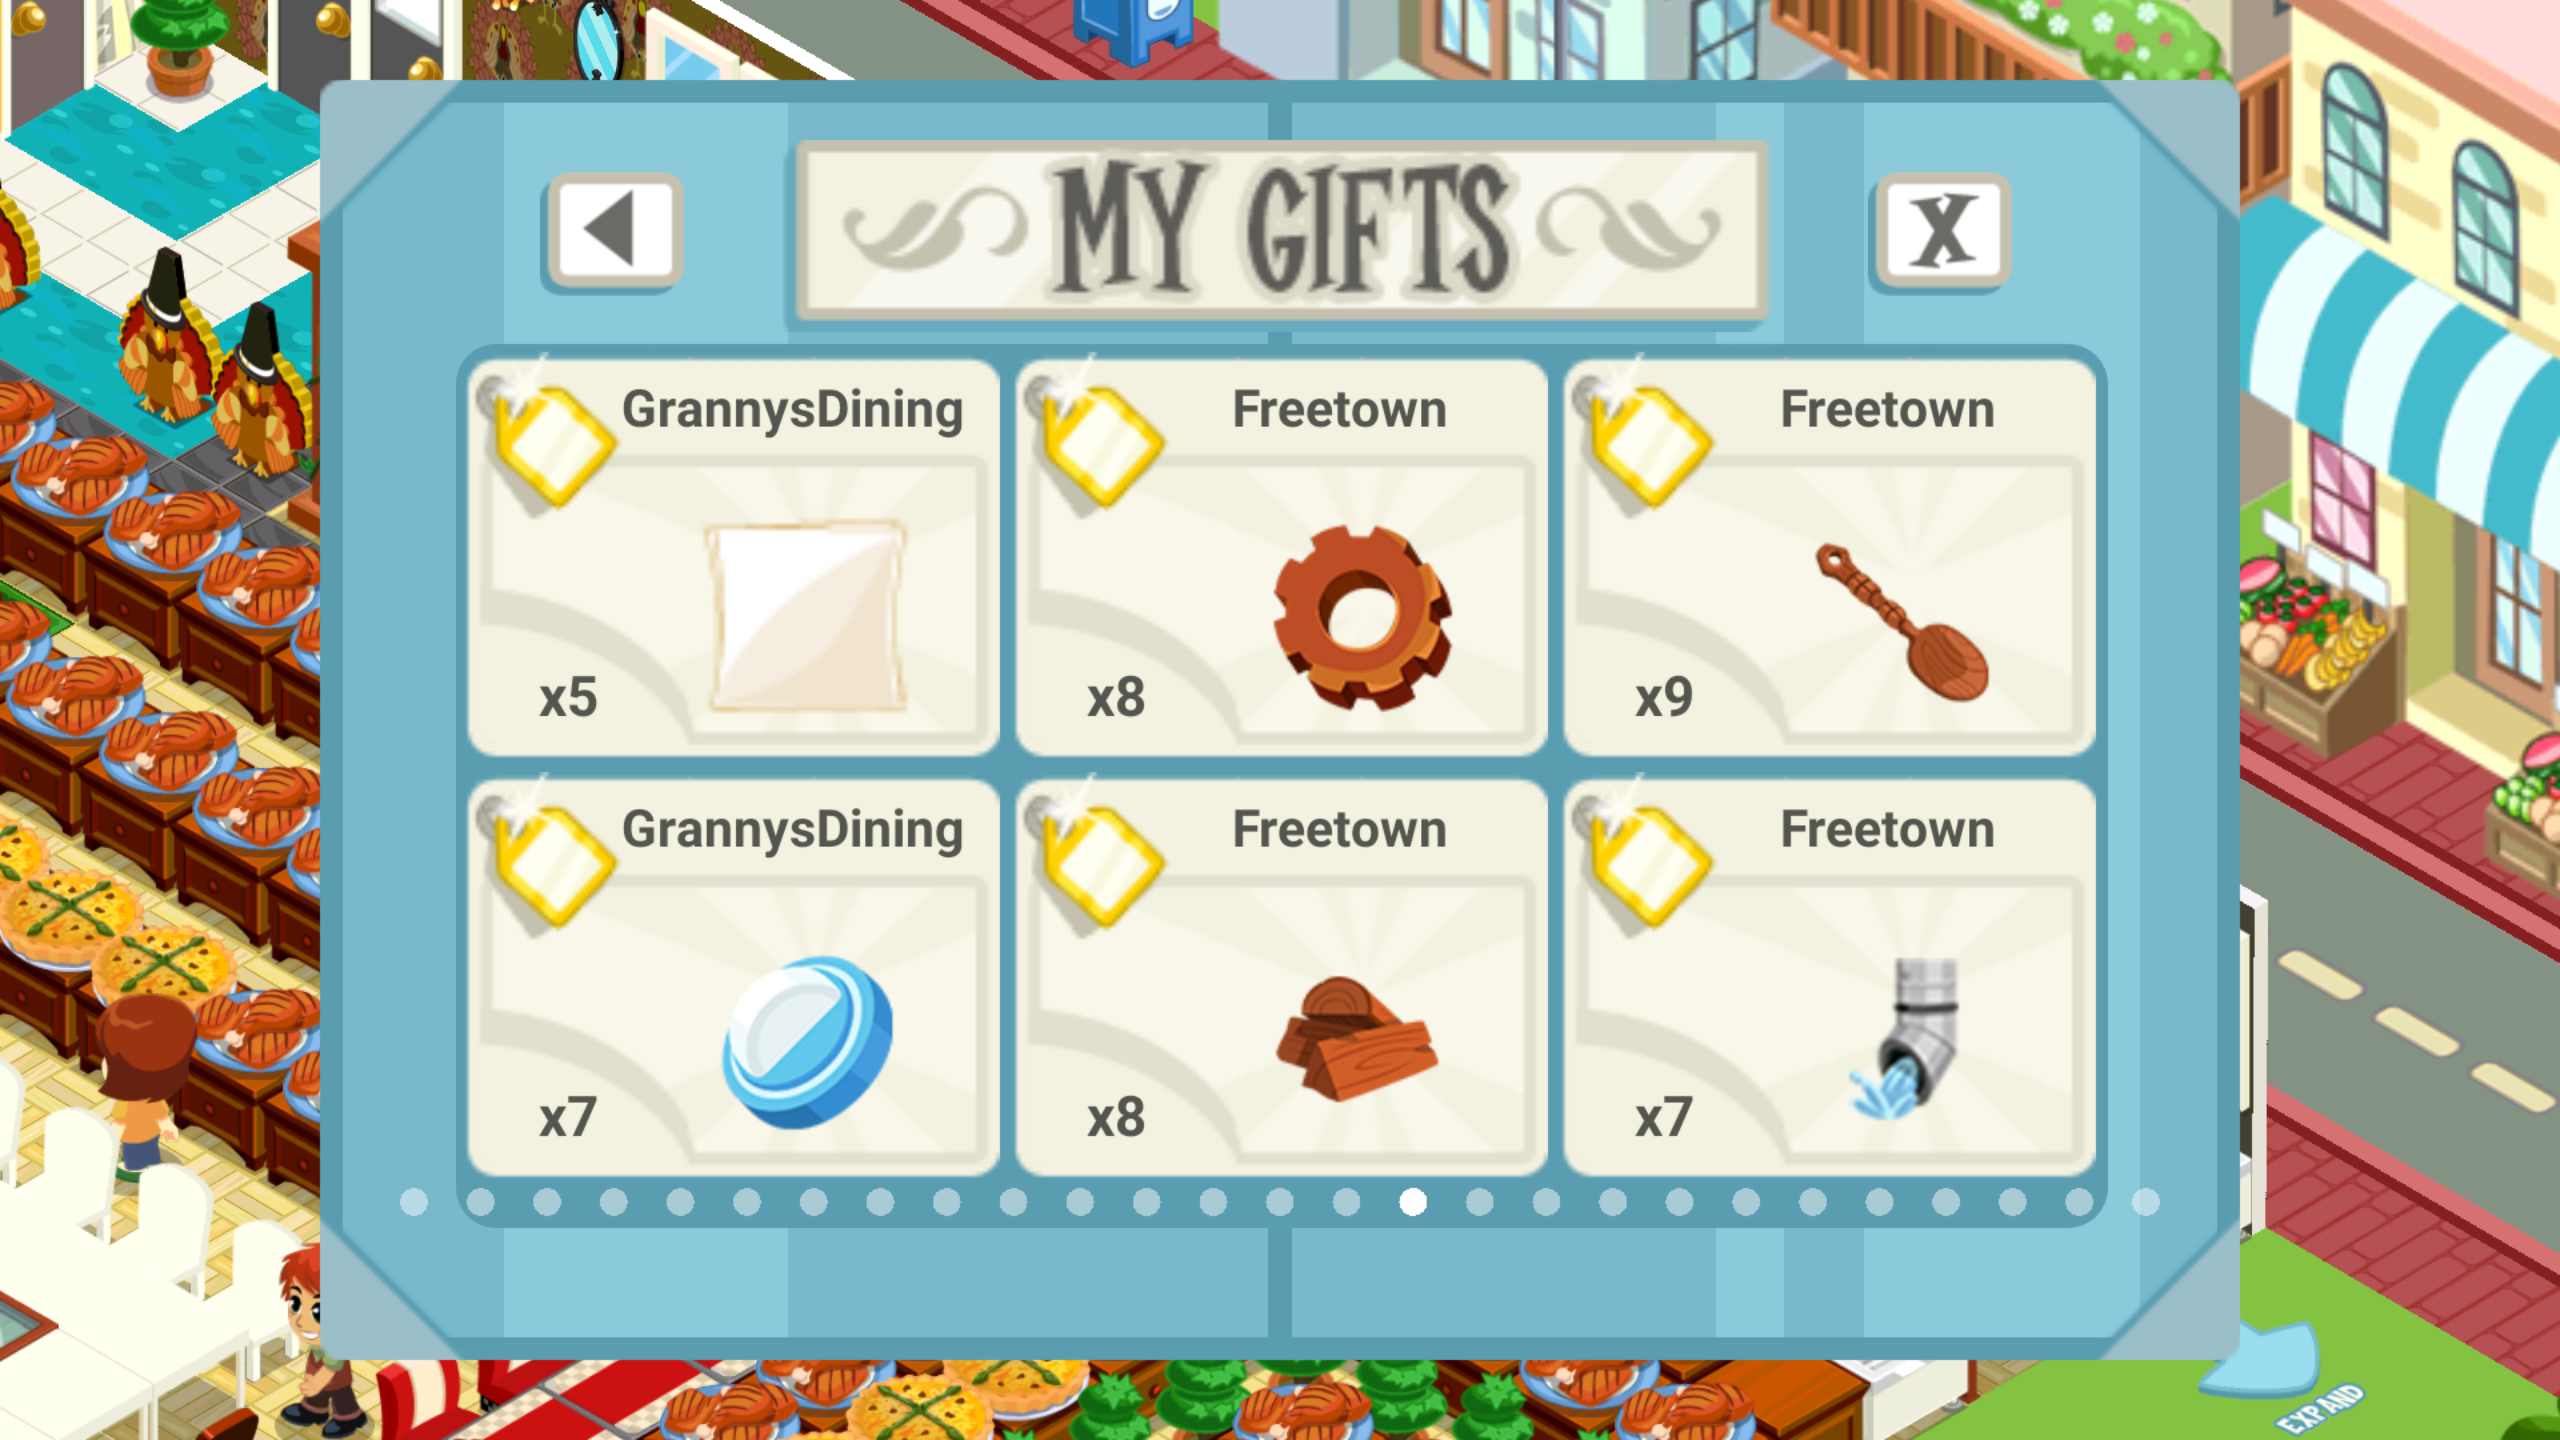 MY GIFTS
X
GrannysDining
x5
Freetown
x8
Freetown
x9
GrannysDining
x7
Freetown
x8
Freetown
x7
EXPAND